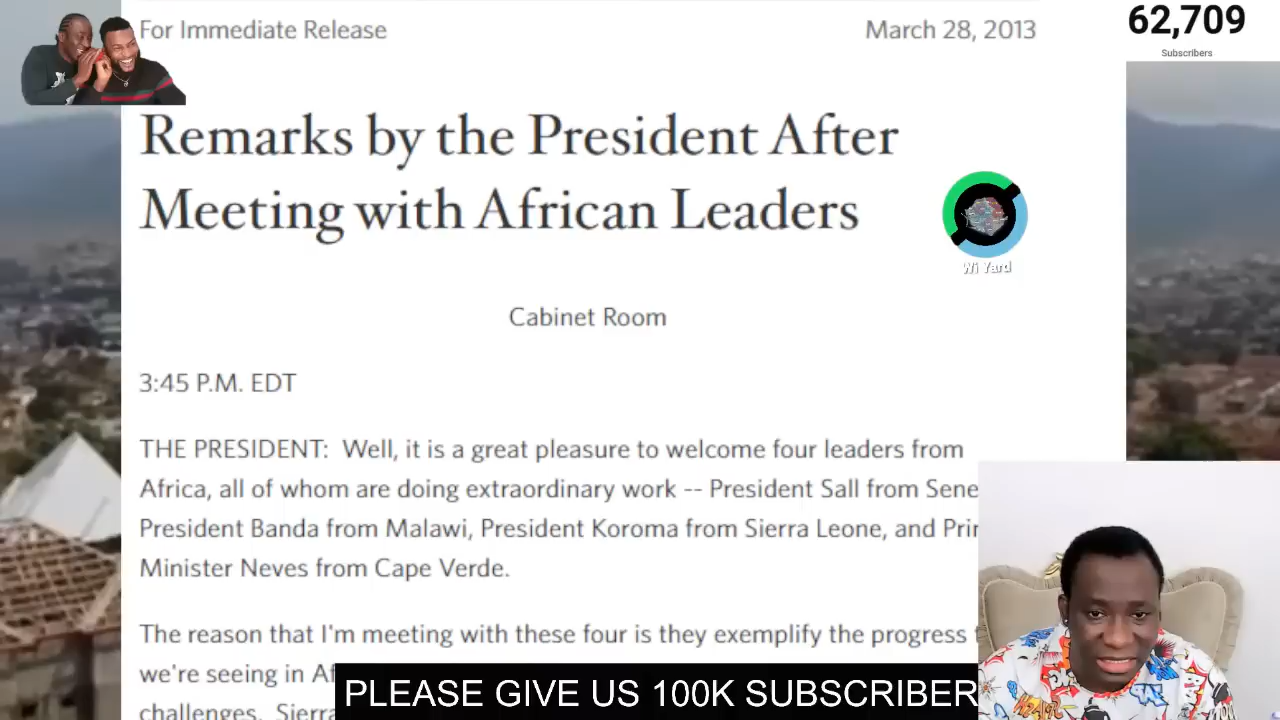 For Immediate Release
March 28, 2013
62,709
Subscribers
Remarks by the President After
Meeting with African Leaders
Wi Yard
Cabinet Room
3:45 P.M. EDT
THE PRESIDENT: Well, it is a great pleasure to welcome four leaders from
Africa, all of whom are doing extraordinary work -- President Sall from Sene
President Banda from Malawi, President Koroma from Sierra Leone, and Pri
Minister Neves from Cape Verde.
The reason that I'm meeting with these four is they exemplify the progress
we're seeing in Af
challenges. Sierra
PLEASE GIVE US 100K SUBSCRIBER